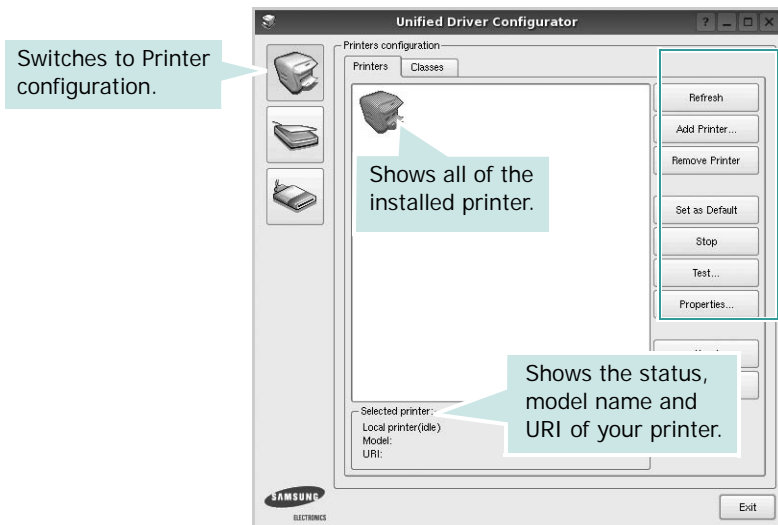 Unified Driver Configurator
Switches to Printer
configuration.
Printers configuration
Printers
Classes
Refresh
Add Printer...
Remove Printer
Shows all of the
installed printer.
Set as Default
Stop
Test...
Properties...
Shows the status,
model name and
URI of your printer.
Selected printer:
Local printer(idle)
Model:
URI:
SAMSUNG
ELECTRONICS
Exit